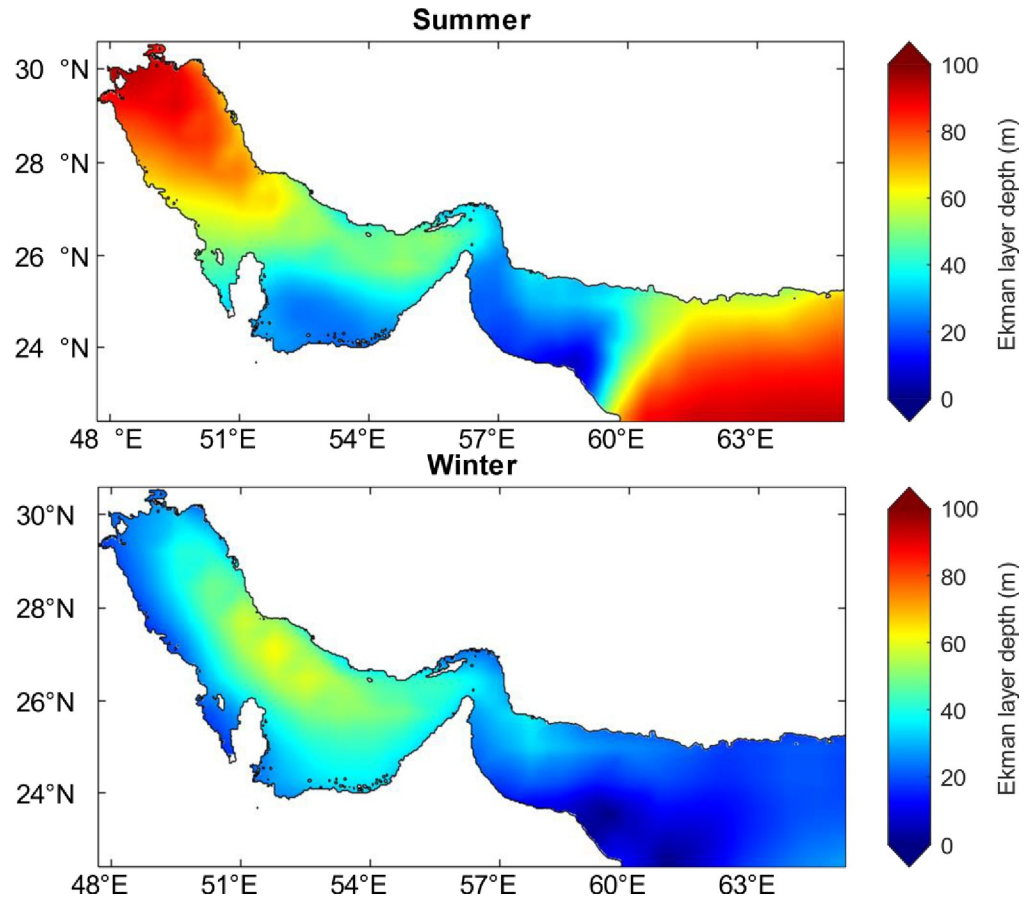 Summer
30 °N
28 °N
26 °N
24 °N
48 °E 51°E 54°E 57°E 60°E 63°E
100
80
60
40
20
0
Ekman layer depth (m)
Winter
30°N
28°N
26°N
24°N
48°E 51°E 54°E 57°E 60°E 63°E
100
80
60
40
20
0
Ekman layer depth (m)